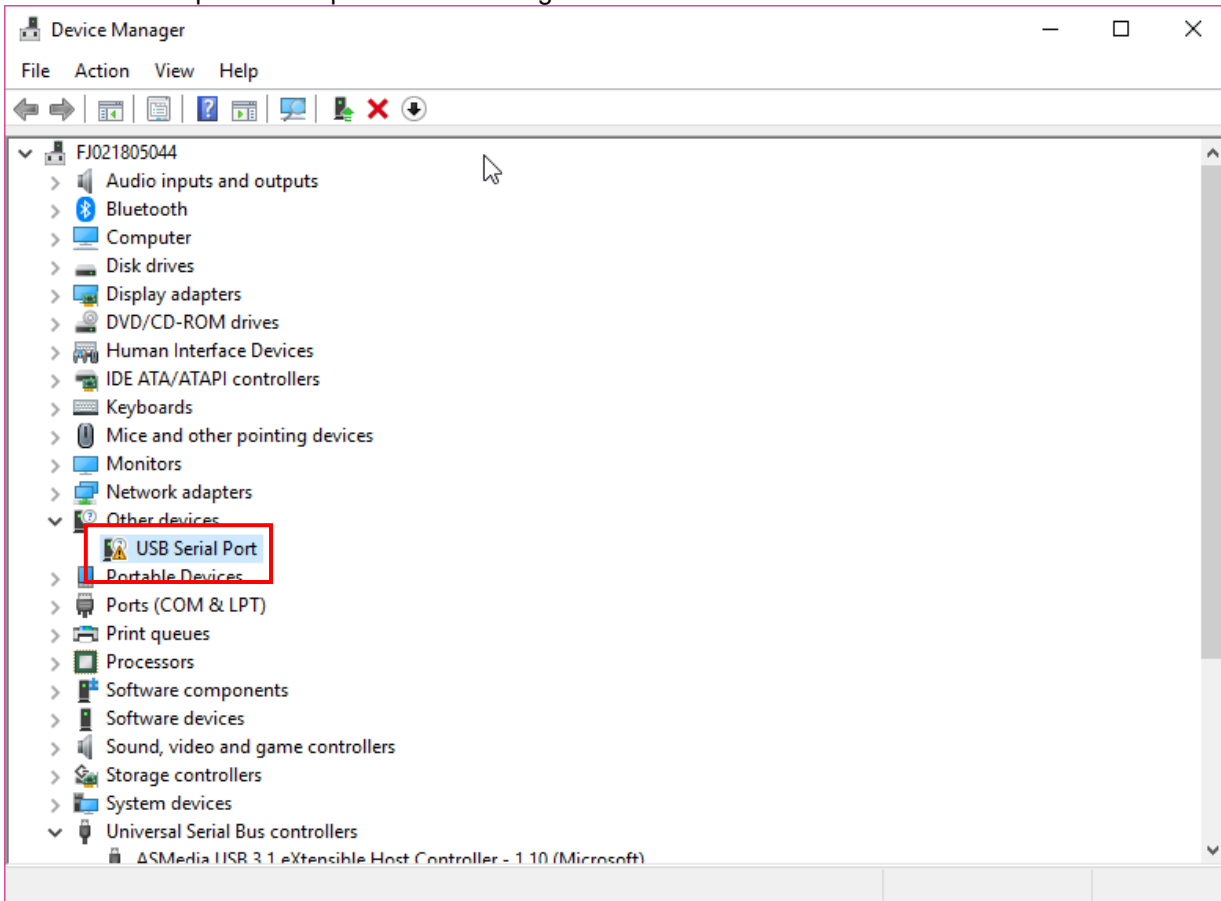 Device Manager
File Action View Help
FJ021805044
Audio inputs and outputs
Bluetooth
Computer
Disk drives
Display adapters
DVD/CD-ROM drives
Human Interface Devices
IDE ATA/ATAPI controllers
Keyboards
Mice and other pointing devices
Monitors
Network adapters
Other devices
USB Serial Port
Portable Devices
Ports (COM & LPT)
Print queues
Processors
Software components
Software devices
Sound, video and game controllers
Storage controllers
System devices
Universal Serial Bus controllers
ASMedia USB 3.1 eXtensible Host Controller - 1.10 (Microsoft)